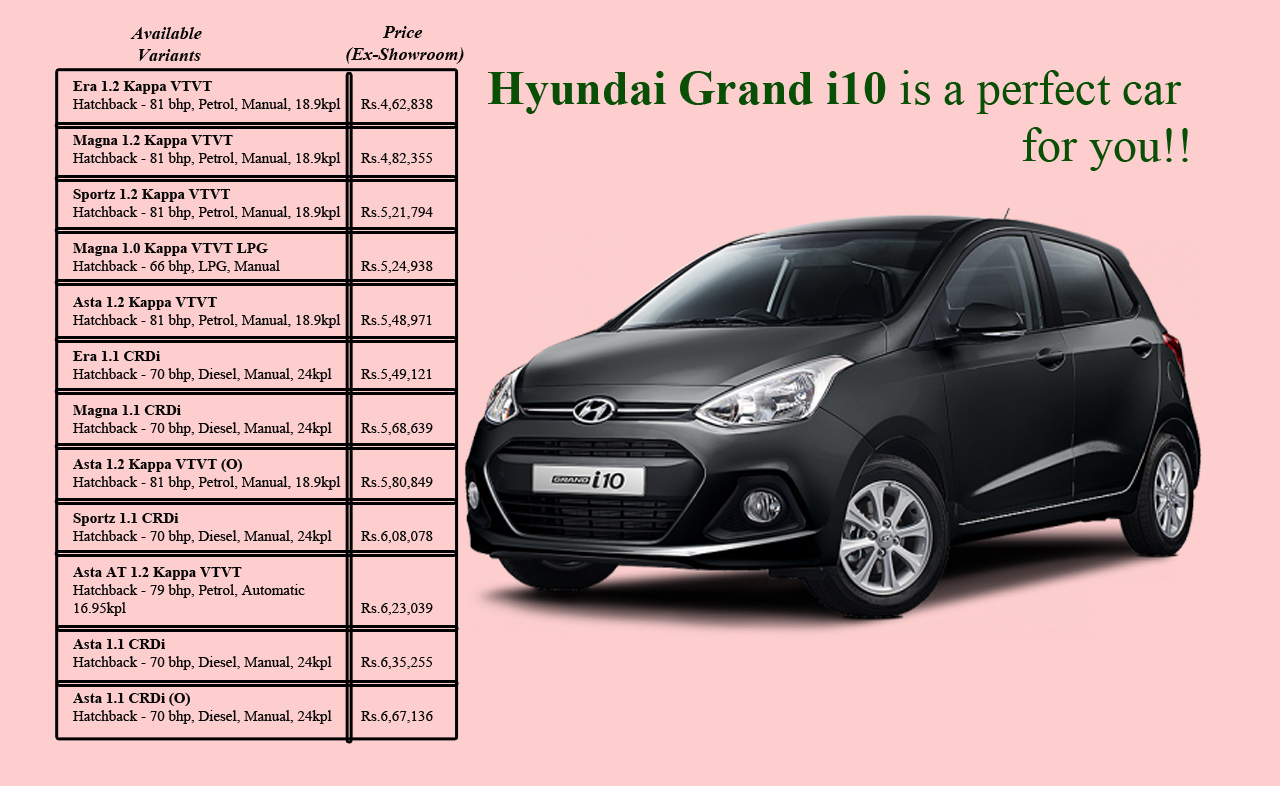 Available
Variants
Price
(Ex-Showroom)
Era 1.2 Kappa VTVT
Hatchback - 81 bhp, Petrol, Manual, 18.9kpl
Rs.4,62,838
Magna 1.2 Kappa VTVT
Hatchback - 81 bhp, Petrol, Manual, 18.9kpl
Rs.4,82,355
Sportz 1.2 Kappa VTVT
Hatchback - 81 bhp, Petrol, Manual, 18.9kpl
Rs.5,21,794
Magna 1.0 Kappa VTVT LPG
Hatchback - 66 bhp, LPG, Manual
Rs.5,24,938
Asta 1.2 Kappa VTVT
Hatchback - 81 bhp, Petrol, Manual, 18.9kpl
Rs.5,48,971
Era 1.1 CRDi
Hatchback - 70 bhp, Diesel, Manual, 24kpl
Rs.5,49,121
Magna 1.1 CRDi
Hatchback - 70 bhp, Diesel, Manual, 24kpl
Rs.5,68,639
Asta 1.2 Kappa VTVT (O)
Hatchback - 81 bhp, Petrol, Manual, 18.9kpl
Rs.5,80,849
Sportz 1.1 CRDi
Hatchback - 70 bhp, Diesel, Manual, 24kpl
Rs.6,08,078
Asta AT 1.2 Kappa VTVT
Hatchback - 79 bhp, Petrol, Automatic
16.95kpl
Rs.6,23,039
Asta 1.1 CRDi
Hatchback - 70 bhp, Diesel, Manual, 24kpl
Rs.6,35,255
Asta 1.1 CRDi (O)
Hatchback - 70 bhp, Diesel, Manual, 24kpl
Rs.6,67,136
Hyundai Grand i10 is a perfect car
for you!!
GRAND i10